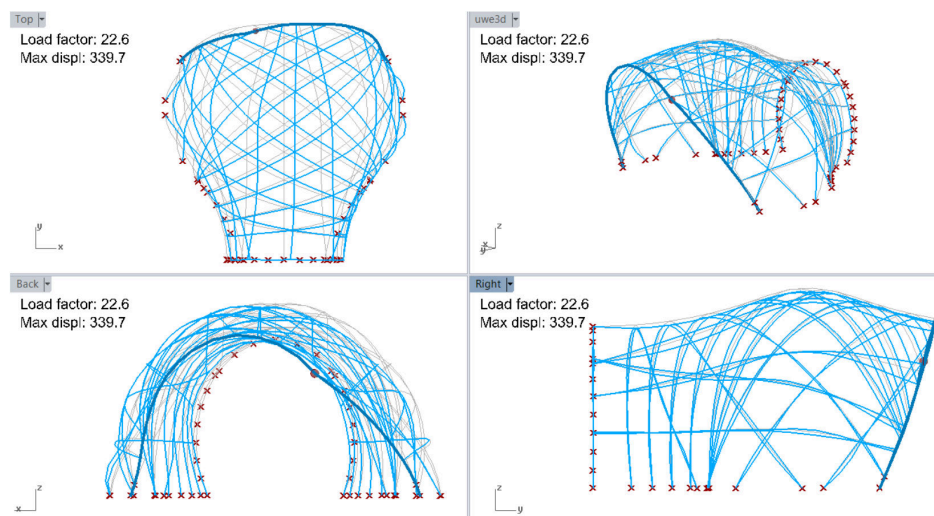 Top
Load factor: 22.6
Max displ: 339.7
y
x
uwe3d
Load factor: 22.6
Max displ: 339.7
z
x
y
Back
Load factor: 22.6
Max displ: 339.7
z
x
Right
Load factor: 22.6
Max displ: 339.7
z
y